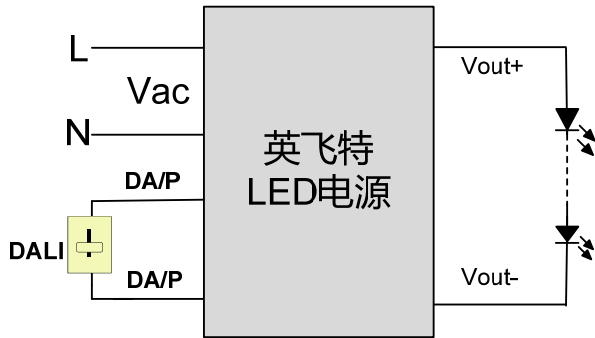 L
Vac
N
DA/P
DALI
DA/P
英飞特
LED电源
Vout+
Vout-